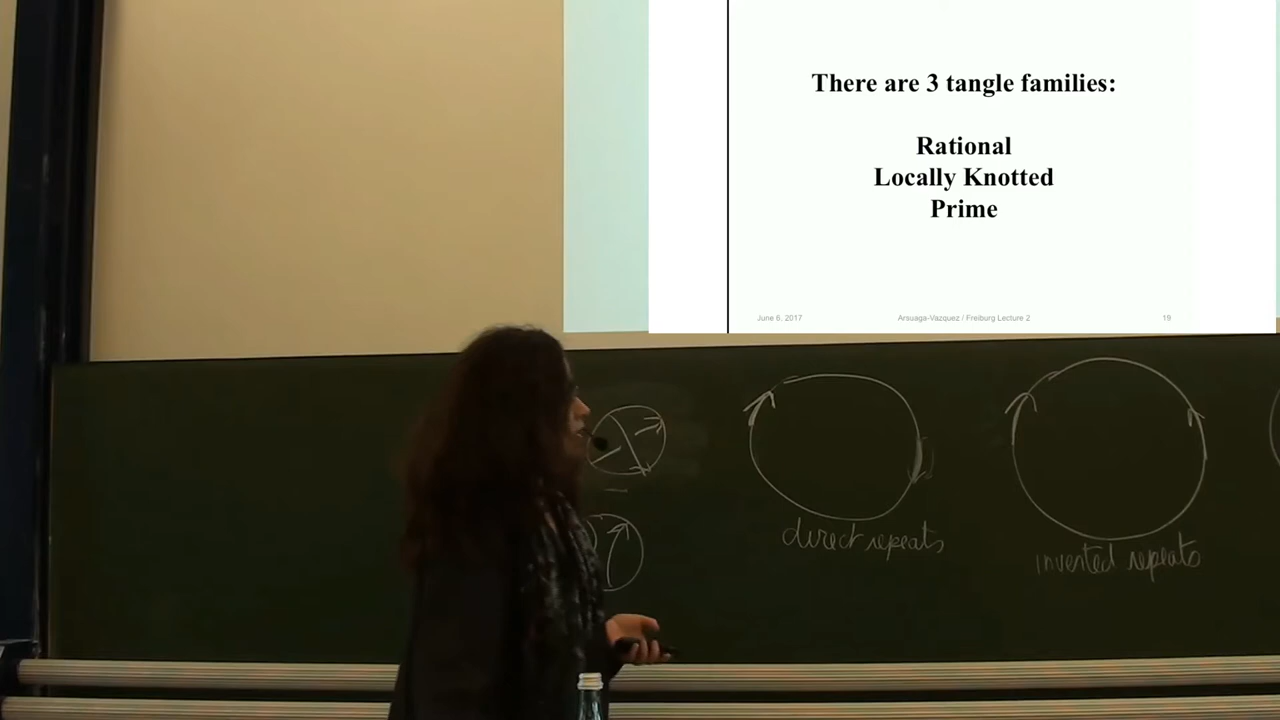 There are 3 tangle families:
Rational
Locally Knotted
Prime
June 6, 2017
Arsuaga-Vazquez / Freiburg Lecture 2
19
direct repeats
inverted repeats